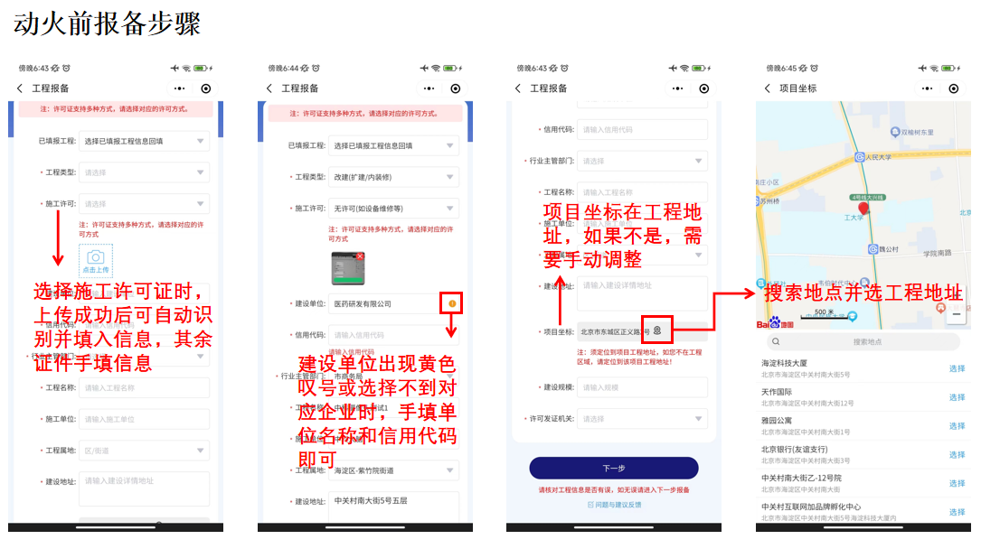 动火前报备步骤
傍晚6:43
工程报备
注：许可证支持多种方式，请选择对应的许可方式。
已填报工程: 选择已填报工程信息回填
* 工程类型: 请选择
* 施工许可: 请选择
注：许可证支持多种方式，请选择对应的许可方式
点击上传
选择施工许可证时，
上传成功后可自动识
别并填入信息，其余
证件手填信息
* 工程名称: 请输入工程名称
* 施工单位: 请输入施工单位
* 工程属地: 区/街道
* 建设地址: 请输入建设详情地址
傍晚6:44
工程报备
注：许可证支持多种方式，请选择对应的许可方式。
已填报工程: 选择已填报工程信息回填
* 工程类型: 改建(扩建/内装修)
* 施工许可: 无许可(如设备维修等)
注：许可证支持多种方式，请选择对应的许可方式
* 建设单位: 医药研发有限公司
* 信用代码: 请输入信用代码
请输入信用代码
* 行业主管部门: 市商务局
建设单位出现黄色
叹号或选择不到对
应企业时，手填单
位名称和信用代码
即可
* 工程属地: 海淀区-紫竹院街道
* 建设地址: 中关村南大街5号五层
傍晚6:43
工程报备
* 信用代码: 请输入信用代码
* 行业主管部门: 请选择
* 工程名称: 请输入工程名称
项目坐标在工程地
址，如果不是，需
要手动调整
* 建设地址: 请输入建设详情地址
* 项目坐标: 北京市东城区正义路2号
注：须定位到项目工程地址，如您不在工程区域，请定位到该项目工程地址!
* 建设规模: 请输入规模
* 许可发证机关: 请选择
下一步
请核对工程信息是否有误，如无误请进入下一步报备
问题与建议反馈
傍晚6:45
项目坐标
双榆树东里
人民大学
庄小区
苏州桥
4号线大兴线
工大学
北京
魏公村
学院南路
搜索地点并选工程地址
500 米
Bai 地图
搜索地点
海淀科技大厦
北京市海淀区中关村南大街5号
选择
天作国际
北京市海淀区中关村南大街12号
选择
雅园公寓
北京市海淀区中关村南大街1号
选择
北京银行(友谊支行)
北京市海淀区中关村南大街3号
选择
中关村南大街乙-12号院
北京市海淀区中关村南大街
选择
中关村互联网加品牌孵化中心
北京市海淀区中关村南大街5号海淀科技大厦内
选择